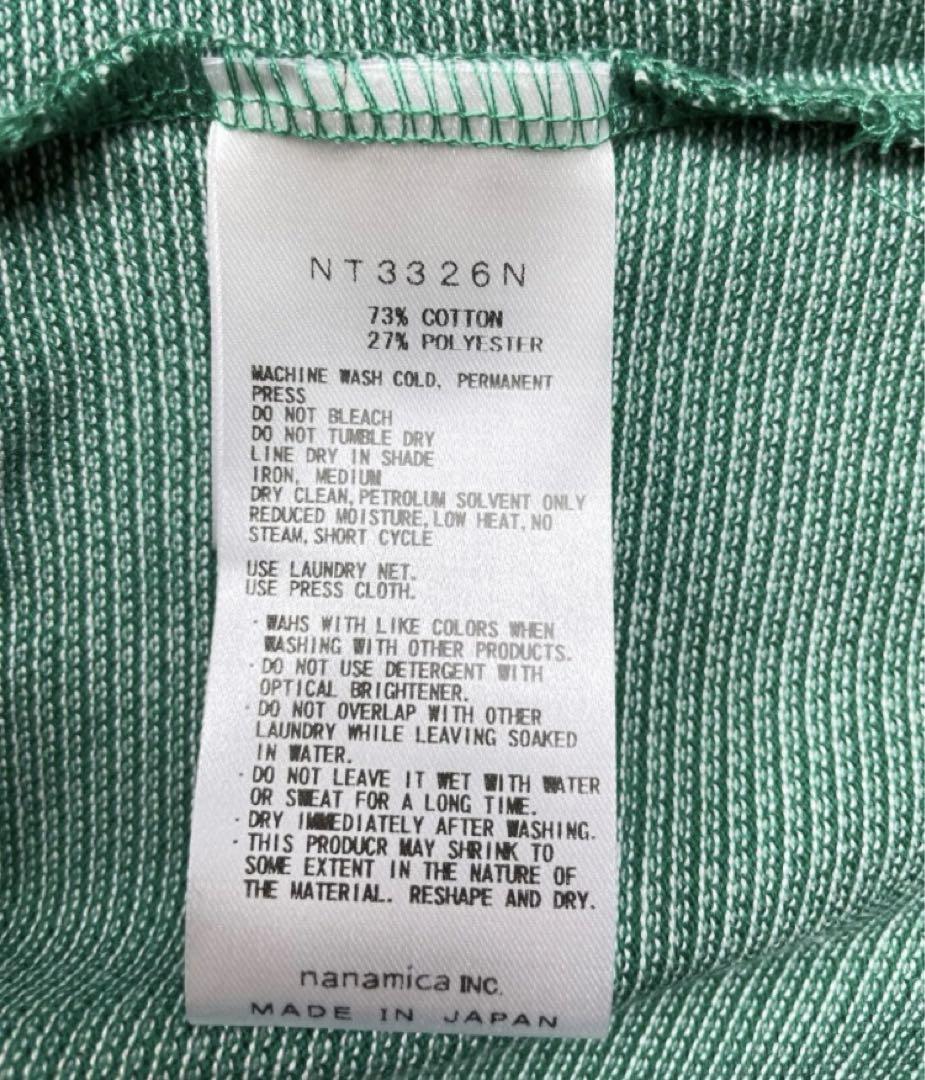 NT3326N
73% COTTON
27% POLYESTER
MACHINE WASH COLD, PERMANENT
PRESS
DO NOT BLEACH
DO NOT TUMBLE DRY
LINE DRY IN SHADE
IRON, MEDIUM
DRY CLEAN, PETROLUM SOLVENT ONLY
REDUCED MOISTURE, LOW HEAT, NO
STEAM, SHORT CYCLE
USE LAUNDRY NET.
USE PRESS CLOTH.
・WAHS WITH LIKE COLORS WHEN
WASHING WITH OTHER PRODUCTS.
・DO NOT USE DETERGENT WITH
OPTICAL BRIGHTENER.
・DO NOT OVERLAP WITH OTHER
LAUNDRY WHILE LEAVING SOAKED
IN WATER.
・DO NOT LEAVE IT WET WITH WATER
OR SWEAT FOR A LONG TIME.
・DRY IMMEDIATELY AFTER WASHING.
・THIS PRODUCR MAY SHRINK TO
SOME EXTENT IN THE NATURE OF
THE MATERIAL. RESHAPE AND DRY.
nanamica INC.
MADE IN JAPAN